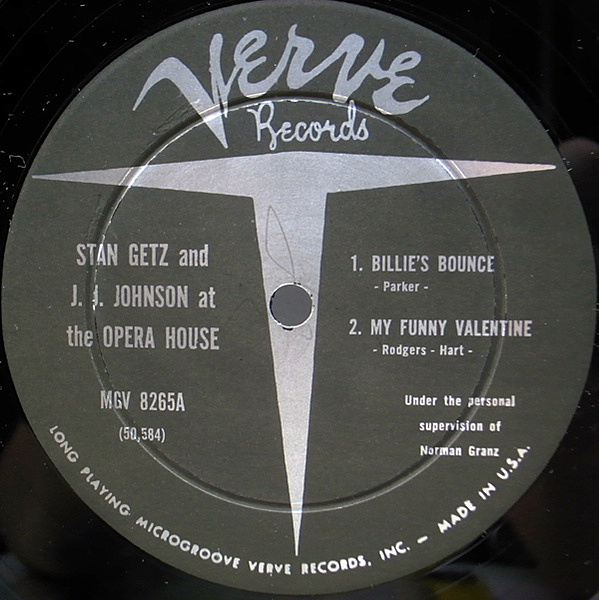 Verve
Records
STAN GETZ and
J. J. JOHNSON at
the OPERA HOUSE
MGV 8265A
(50,584)
1. BILLIE'S BOUNCE
- Parker -
2. MY FUNNY VALENTINE
- Rodgers - Hart -
Under the personal
supervision of
Norman Granz
LONG PLAYING MICROGROOVE VERVE RECORDS, INC. — MADE IN U.S.A.